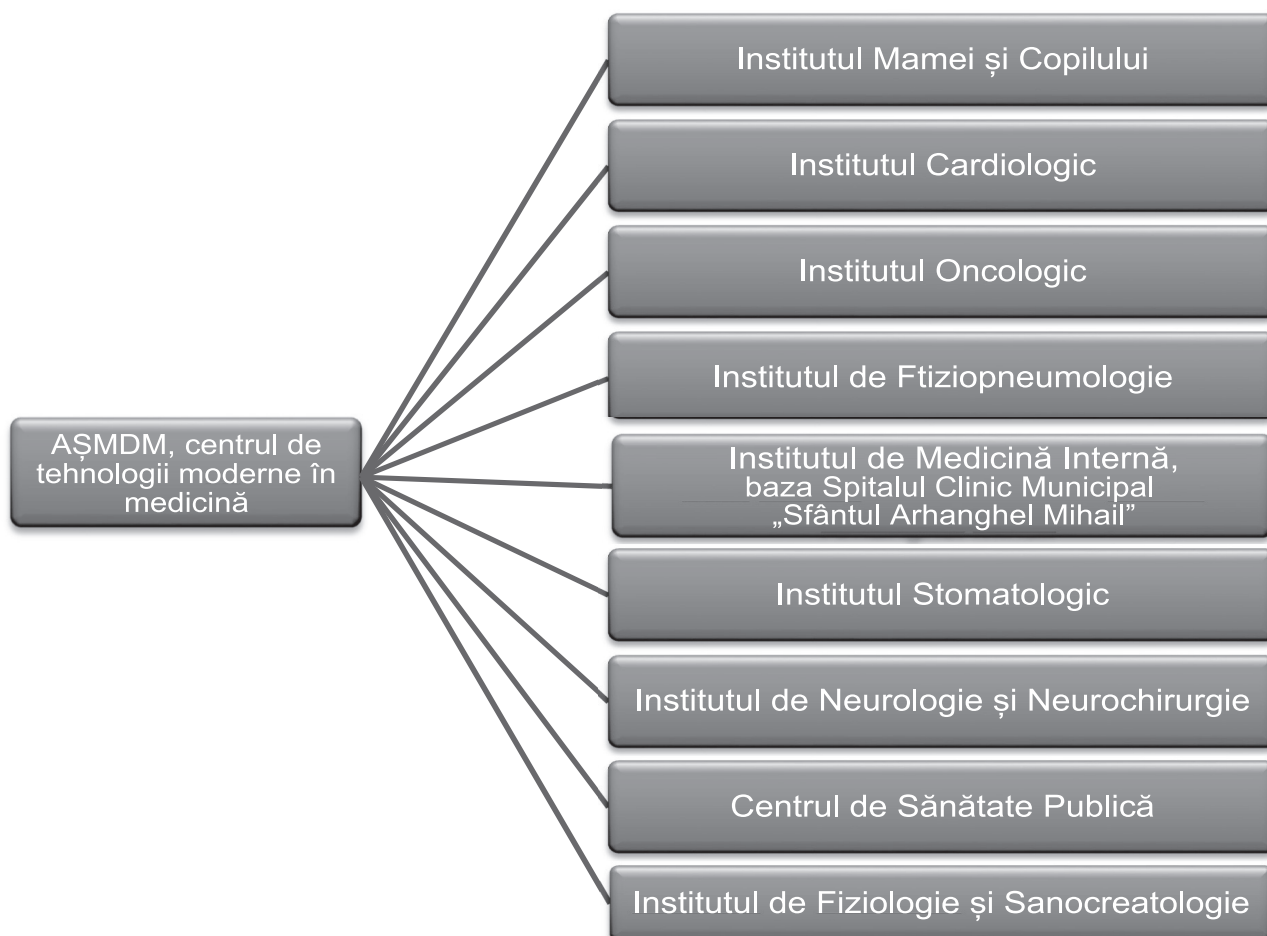 Institutul Mamei și Copilului
Institutul Cardiologic
Institutul Oncologic
Institutul de Ftiziopneumologie
AȘMDM, centrul de
tehnologii moderne în
medicină
Institutul de Medicină Internă,
baza Spitalul Clinic Municipal
„Sfântul Arhanghel Mihail”
Institutul Stomatologic
Institutul de Neurologie și Neurochirurgie
Centrul de Sănătate Publică
Institutul de Fiziologie și Sanocreatologie